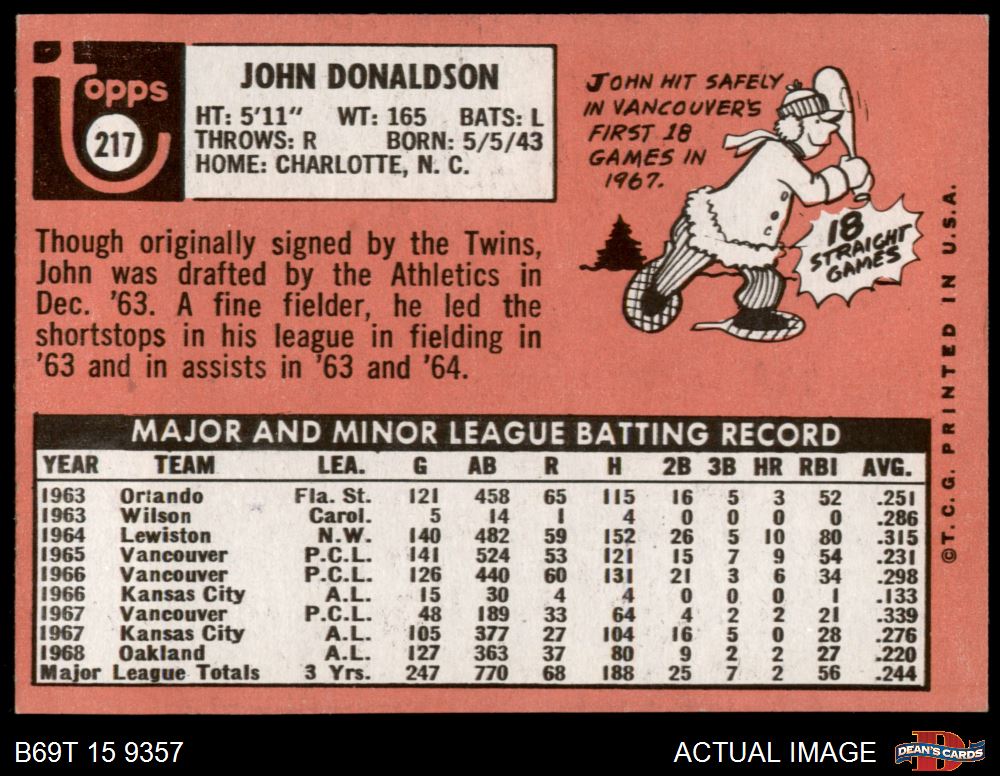 Topps
217
JOHN DONALDSON
HT: 5'11" WT: 165 BATS: L
THROWS: R BORN: 5/5/43
HOME: CHARLOTTE, N. C.
JOHN HIT SAFELY
IN VANCOUVER'S
FIRST 18
GAMES IN
1967.
18
STRAIGHT
GAMES
Though originally signed by the Twins,
John was drafted by the Athletics in
Dec. '63. A fine fielder, he led the
shortstops in his league in fielding in
'63 and in assists in '63 and '64.
MAJOR AND MINOR LEAGUE BATTING RECORD
YEAR TEAM LEA. G AB R H 2B 3B HR RBI AVG.
1963 Orlando Fla. St. 121 458 65 115 16 5 3 52 .251
1963 Wilson Carol. 5 14 1 4 0 0 0 0 .286
1964 Lewiston N.W. 140 482 59 152 26 5 10 80 .315
1965 Vancouver P.C.L. 141 524 53 121 15 7 9 54 .231
1966 Vancouver P.C.L. 126 440 60 131 21 3 6 34 .298
1966 Kansas City A.L. 15 30 4 4 0 0 0 1 .133
1967 Vancouver P.C.L. 48 189 33 64 4 2 2 21 .339
1967 Kansas City A.L. 105 377 27 104 16 5 0 28 .276
1968 Oakland A.L. 127 363 37 80 9 2 2 27 .220
Major League Totals 3 Yrs. 247 770 68 188 25 7 2 56 .244
©T.C.G. PRINTED IN U.S.A.
B69T 15 9357
ACTUAL IMAGE
D
DEAN'S CARDS